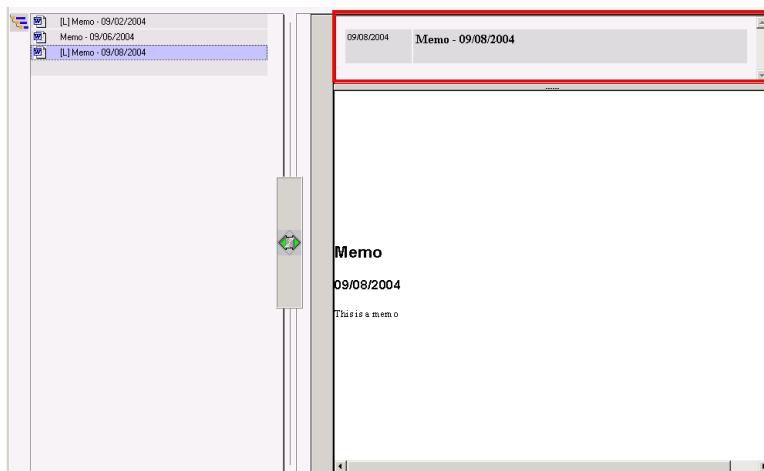 [L] Memo - 09/02/2004
Memo - 09/06/2004
[L] Memo - 09/08/2004
09/08/2004 Memo - 09/08/2004
Memo
09/08/2004
This is a memo